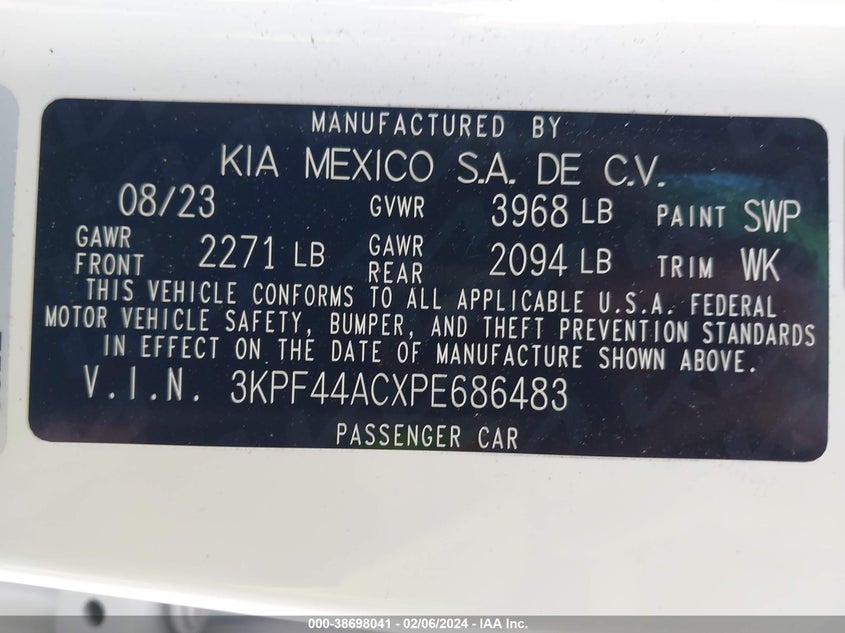 MANUFACTURED BY
KIA MEXICO S.A. DE C.V.
08/23 GVWR 3968 LB PAINT SWP
GAWR FRONT 2271 LB GAWR REAR 2094 LB TRIM WK
THIS VEHICLE CONFORMS TO ALL APPLICABLE U.S.A. FEDERAL
MOTOR VEHICLE SAFETY, BUMPER, AND THEFT PREVENTION STANDARDS
IN EFFECT ON THE DATE OF MANUFACTURE SHOWN ABOVE.
V.I.N. 3KPF44ACXPE686483
PASSENGER CAR
000-38698041 - 02/06/2024 - IAA Inc.